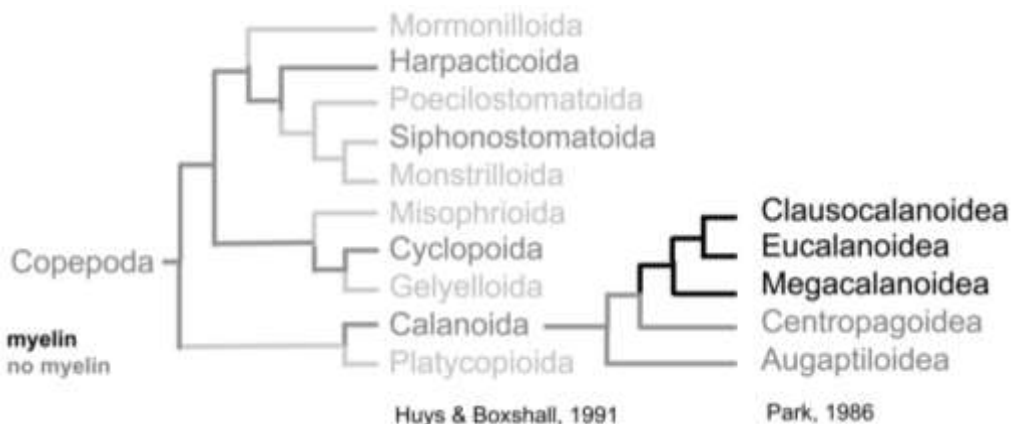 Mormonilloida
Harpacticoida
Poecilostomatoida
Siphonostomatoida
Monstrilloida
Misophrioida
Cyclopoida
Gelyelloida
Calanoida
Platycopioida
Copepoda
myelin
no myelin
Huys & Boxshall, 1991
Clausocalanoidea
Eucalanoidea
Megacalanoidea
Centropagoidea
Augaptiloidea
Park, 1986